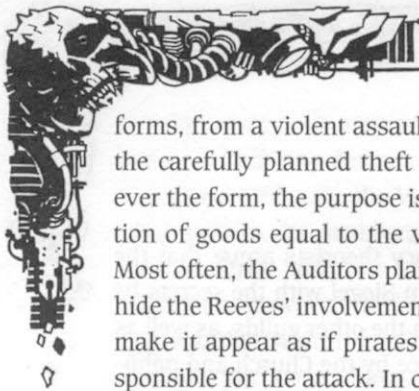 forms, from a violent assaul
the carefully planned theft
ever the form, the purpose is
tion of goods equal to the v
Most often, the Auditors pla
hide the Reeves' involvemen
make it appear as if pirates
sponsible for the attack. In c